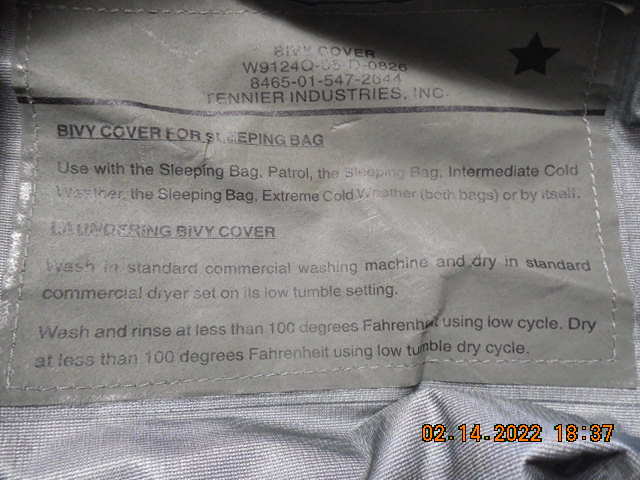 BIVY COVER
W9124Q-05-D-0826
8465-01-547-2644
TENNIER INDUSTRIES, INC.
BIVY COVER FOR SLEEPING BAG
Use with the Sleeping Bag, Patrol, the Sleeping Bag, Intermediate Cold
Weather, the Sleeping Bag, Extreme Cold Weather (both bags) or by itself.
LAUNDERING BIVY COVER
Wash in standard commercial washing machine and dry in standard
commercial dryer set on its low tumble setting.
Wash and rinse at less than 100 degrees Fahrenheit using low cycle. Dry
at less than 100 degrees Fahrenheit using low tumble dry cycle.
02.14.2022 18:37